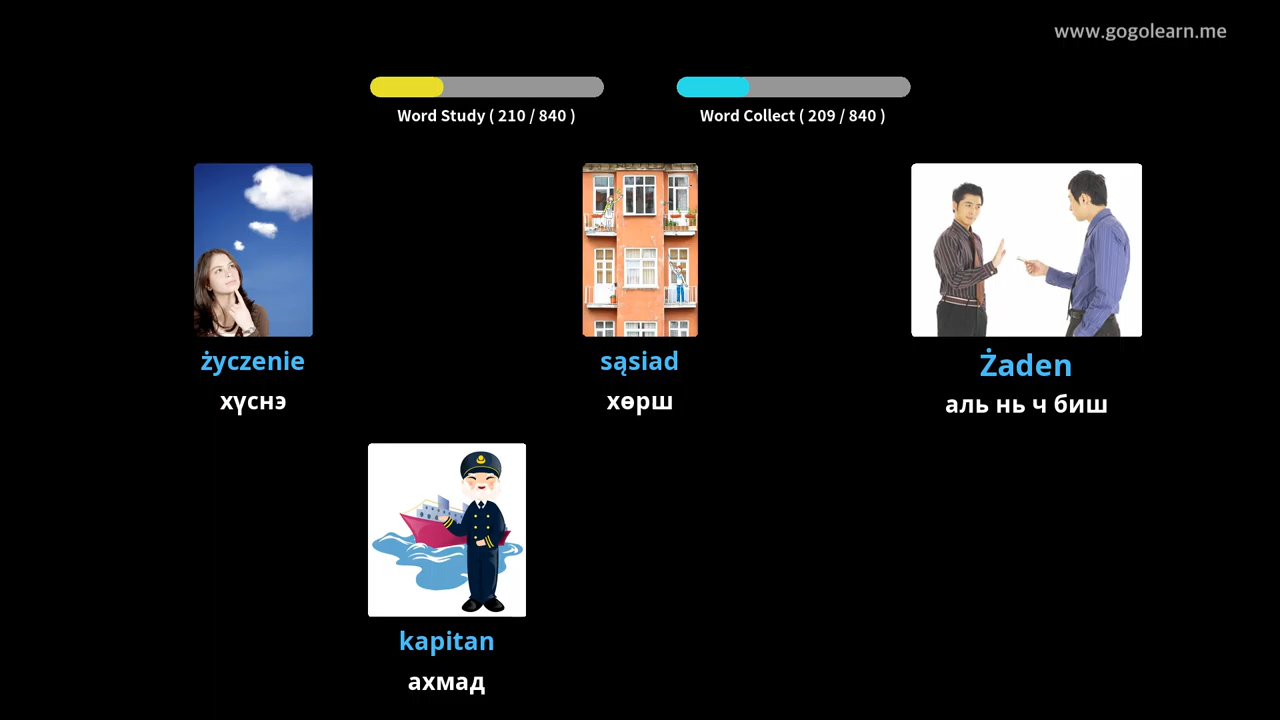 www.gogolearn.me
Word Study ( 210 / 840 )
Word Collect ( 209 / 840 )
życzenie
хүснэ
sąsiad
хөрш
Żaden
аль нь ч биш
kapitan
ахмад